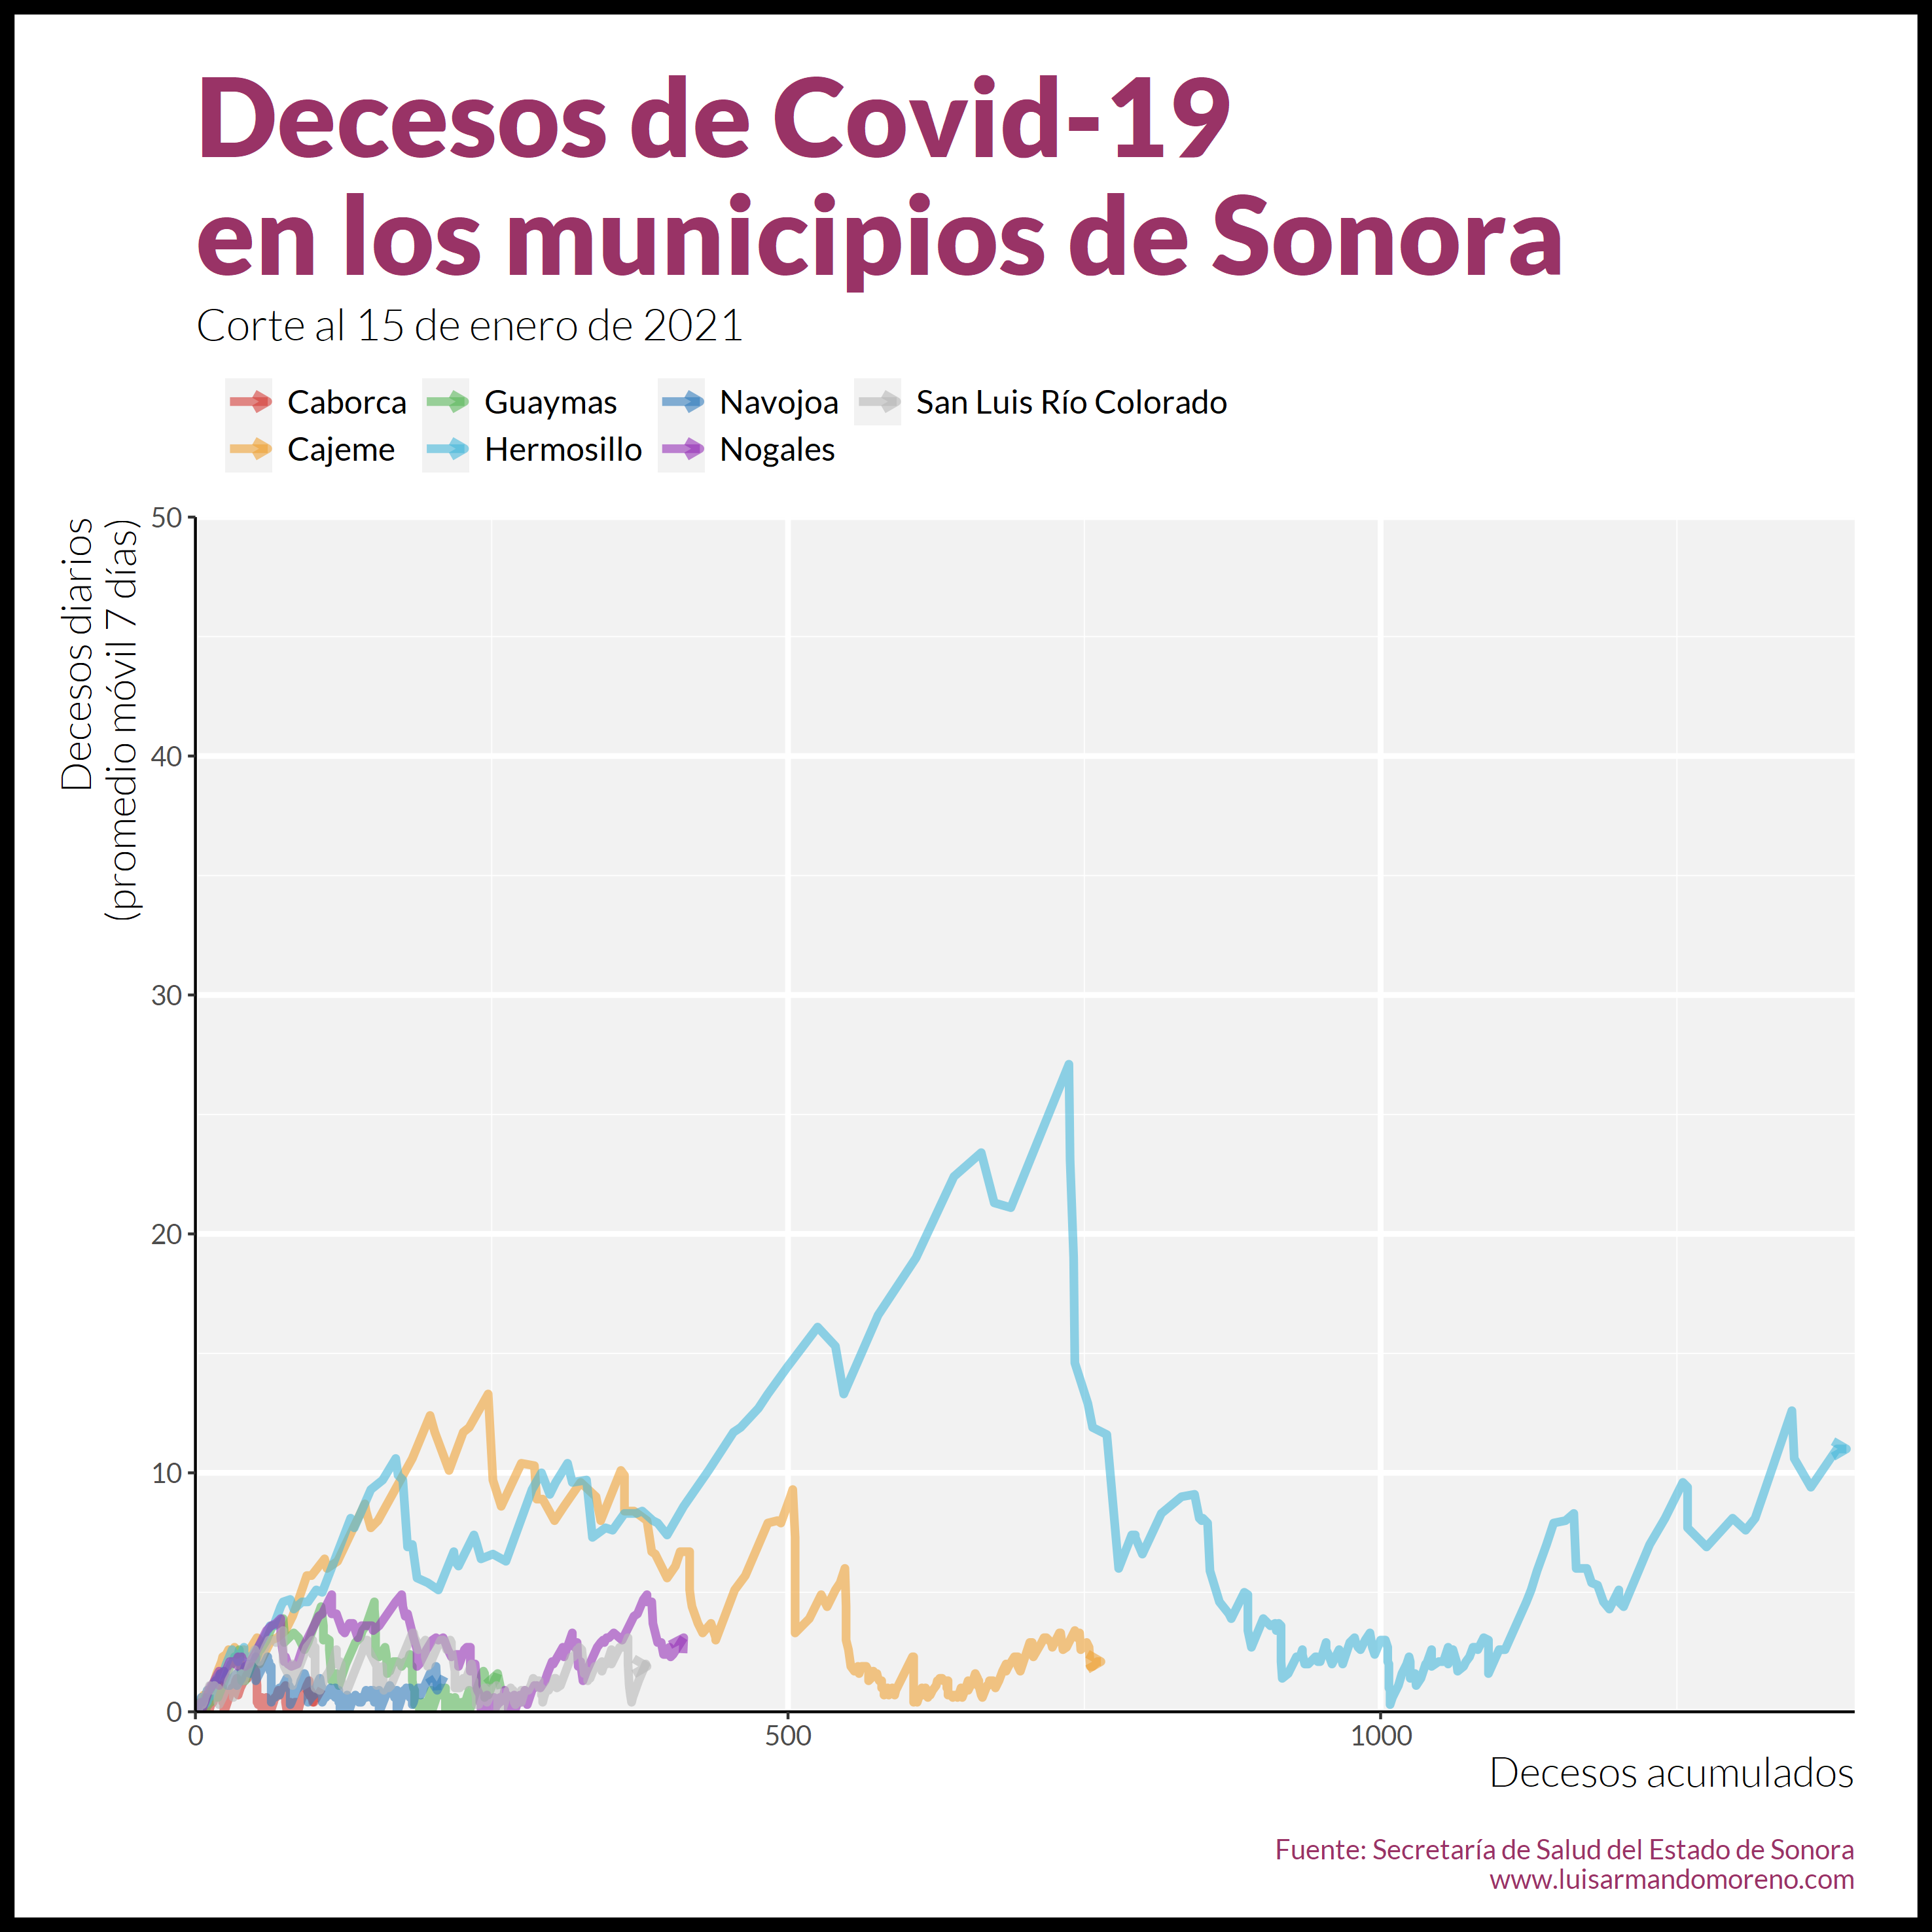 Decesos de Covid-19
en los municipios de Sonora
Corte al 15 de enero de 2021
Caborca
Guaymas
Navojoa
San Luis Río Colorado
Cajeme
Hermosillo
Nogales
Decesos diarios
(promedio móvil 7 días)
50
40
30
20
10
0
0
500
1000
Decesos acumulados
Fuente: Secretaría de Salud del Estado de Sonora
www.luisarmandomoreno.com